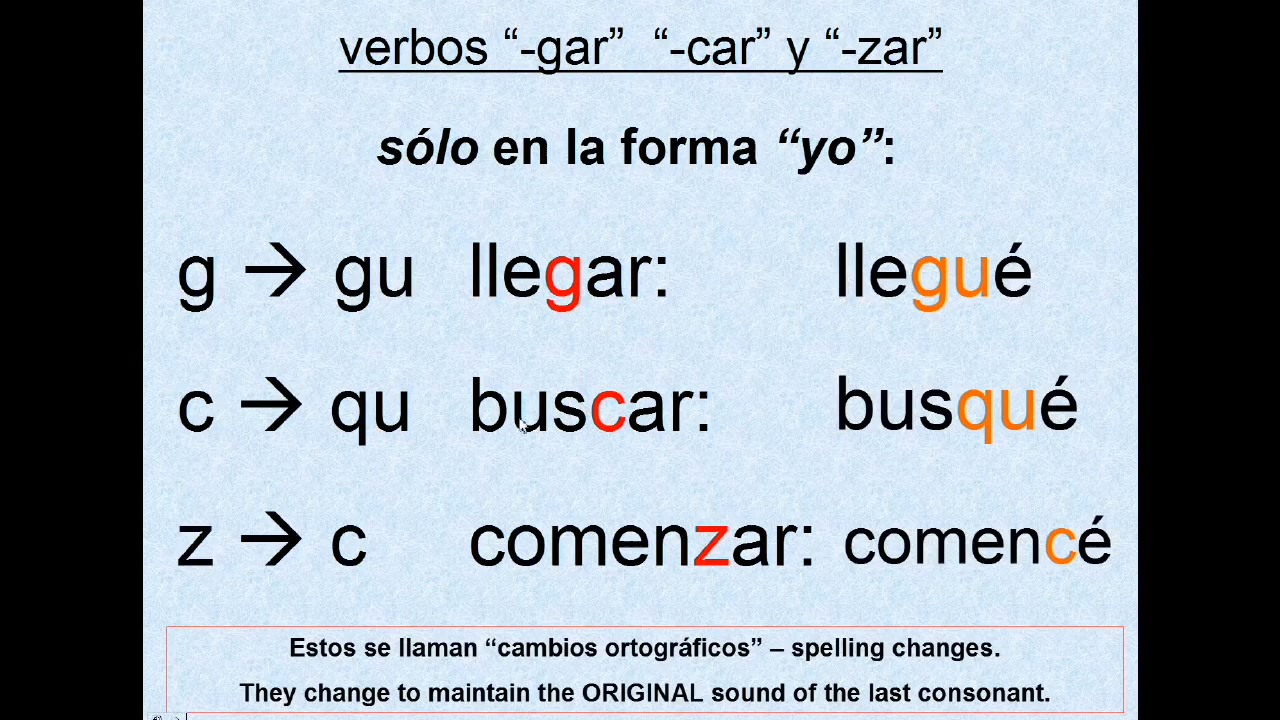 verbos “-gar” “-car” y “-zar”
sólo en la forma “yo”:
g → gu llegar: llegué
c → qu buscar: busqué
z → c comenzar: comencé
Estos se llaman “cambios ortográficos” – spelling changes.
They change to maintain the ORIGINAL sound of the last consonant.